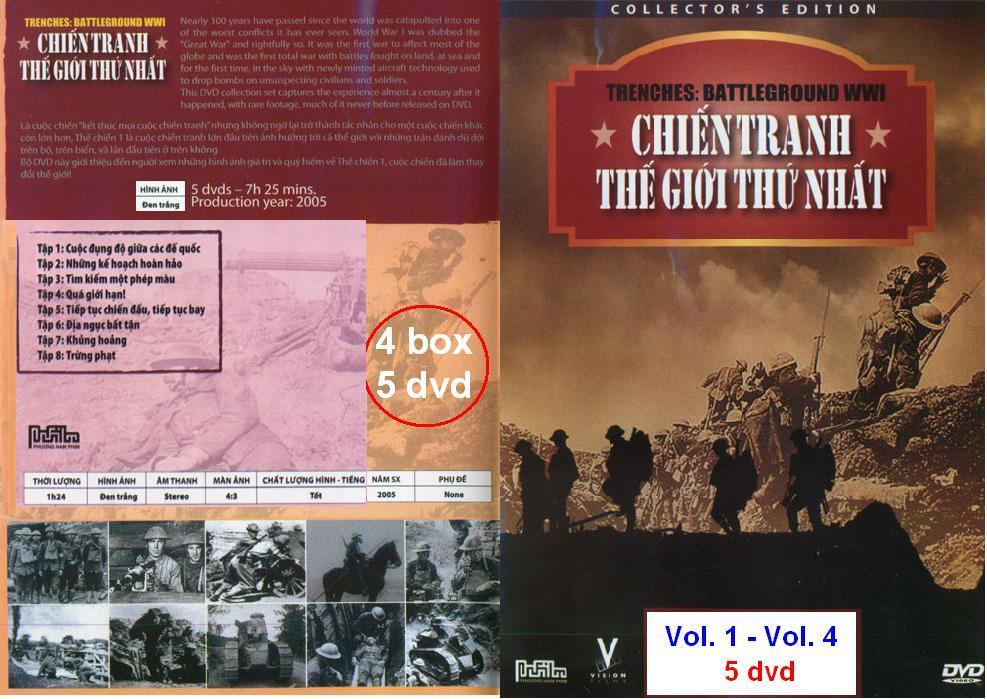 TRENCHES: BATTLEGROUND WWI
CHIẾN TRANH
THẾ GIỚI THỨ NHẤT
Nearly 100 years have passed since the world was catapulted into one
of the worst conflicts it has ever seen. World War I was dubbed the
"Great War" and rightfully so. It was the first war to affect most of the
globe and was the first total war with battles fought on land, at sea and
for the first time, in the sky with newly minted aircraft technology used
to drop bombs on unsuspecting civilians and soldiers.
This DVD collection set captures the experience almost a century after it
happened, with rare footage, much of it never before released on DVD.
Là cuộc chiến "kết thúc mọi cuộc chiến tranh" nhưng không ngờ lại trở thành tác nhân cho một cuộc chiến khác
còn lớn hơn, Thế chiến 1 là cuộc chiến tranh lớn đầu tiên ảnh hưởng tới cả thế giới với những trận đánh dữ dội
trên bộ, trên biển, và lần đầu tiên ở trên không.
Bộ DVD này giới thiệu đến người xem những hình ảnh giá trị và quý hiếm về Thế chiến 1, cuộc chiến đã làm thay
đổi thế giới!
HÌNH ẢNH
Đen trắng
5 dvds – 7h 25 mins.
Production year: 2005
Tập 1: Cuộc đụng độ giữa các đế quốc
Tập 2: Những kế hoạch hoàn hảo
Tập 3: Tìm kiếm một phép màu
Tập 4: Quá giới hạn!
Tập 5: Tiếp tục chiến đấu, tiếp tục bay
Tập 6: Địa ngục bất tận
Tập 7: Khủng hoảng
Tập 8: Trừng phạt
4 box
5 dvd
PNFilm
PHƯƠNG NAM PHIM
THỜI LƯỢNG HÌNH ẢNH ÂM THANH MÀN ẢNH CHẤT LƯỢNG HÌNH - TIẾNG NĂM SX PHỤ ĐỀ
1h24 Đen trắng Stereo 4:3 Tốt 2005 None
COLLECTOR'S EDITION
TRENCHES: BATTLEGROUND WWI
CHIẾN TRANH
THẾ GIỚI THỨ NHẤT
Vol. 1 - Vol. 4
5 dvd
PNFilm
PHƯƠNG NAM PHIM
V
VISION
FILMS
DVD
VIDEO